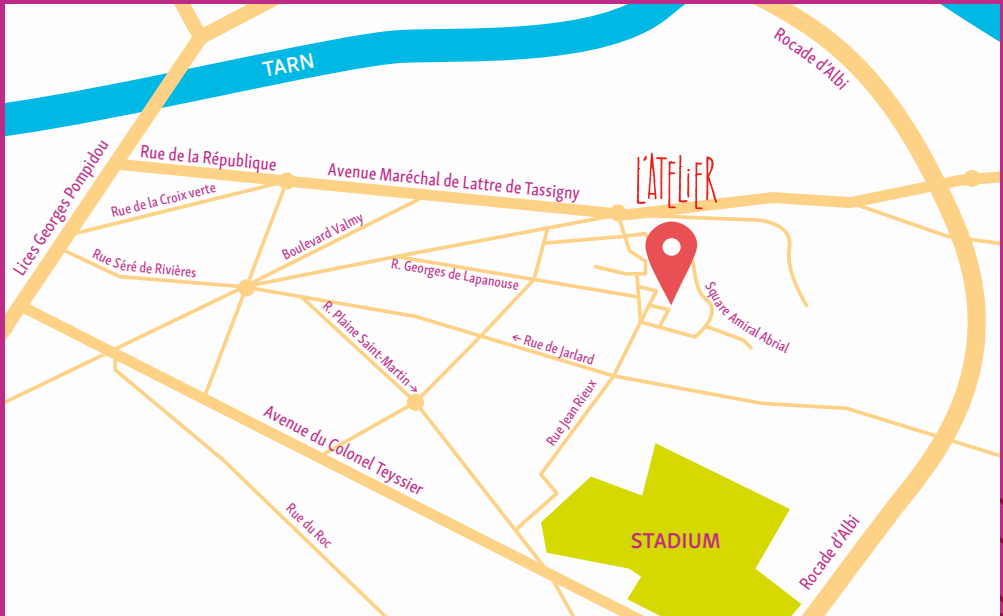 Rocade d'Albi
TARN
Rue de la République
L'ATELiER
Avenue Maréchal de Lattre de Tassigny
Lices Georges Pompidou
Rue de la Croix verte
Boulevard Valmy
Rue Séré de Rivières
R. Georges de Lapanouse
Square Amiral Abrial
R. Plaine Saint-Martin →
← Rue de Jarlard
Rue Jean Rieux
Avenue du Colonel Teyssier
Rue du Roc
STADIUM
Rocade d'Albi